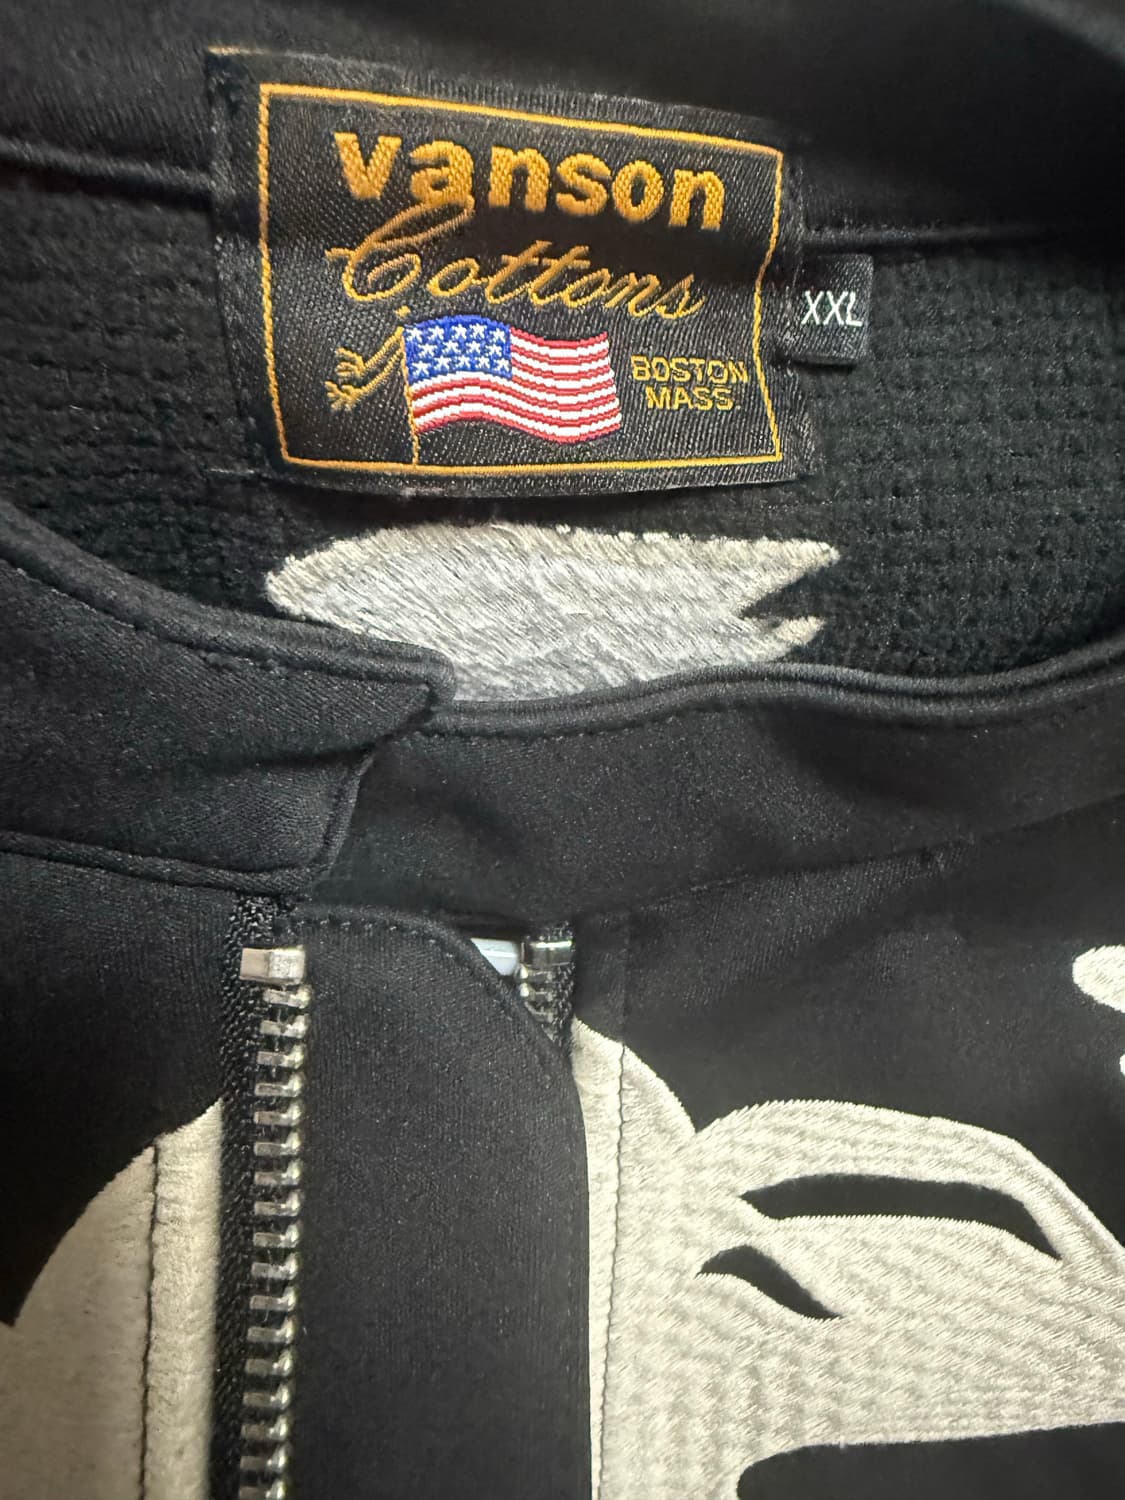 vanson
Cottons
XXL
BOSTON
MASS.